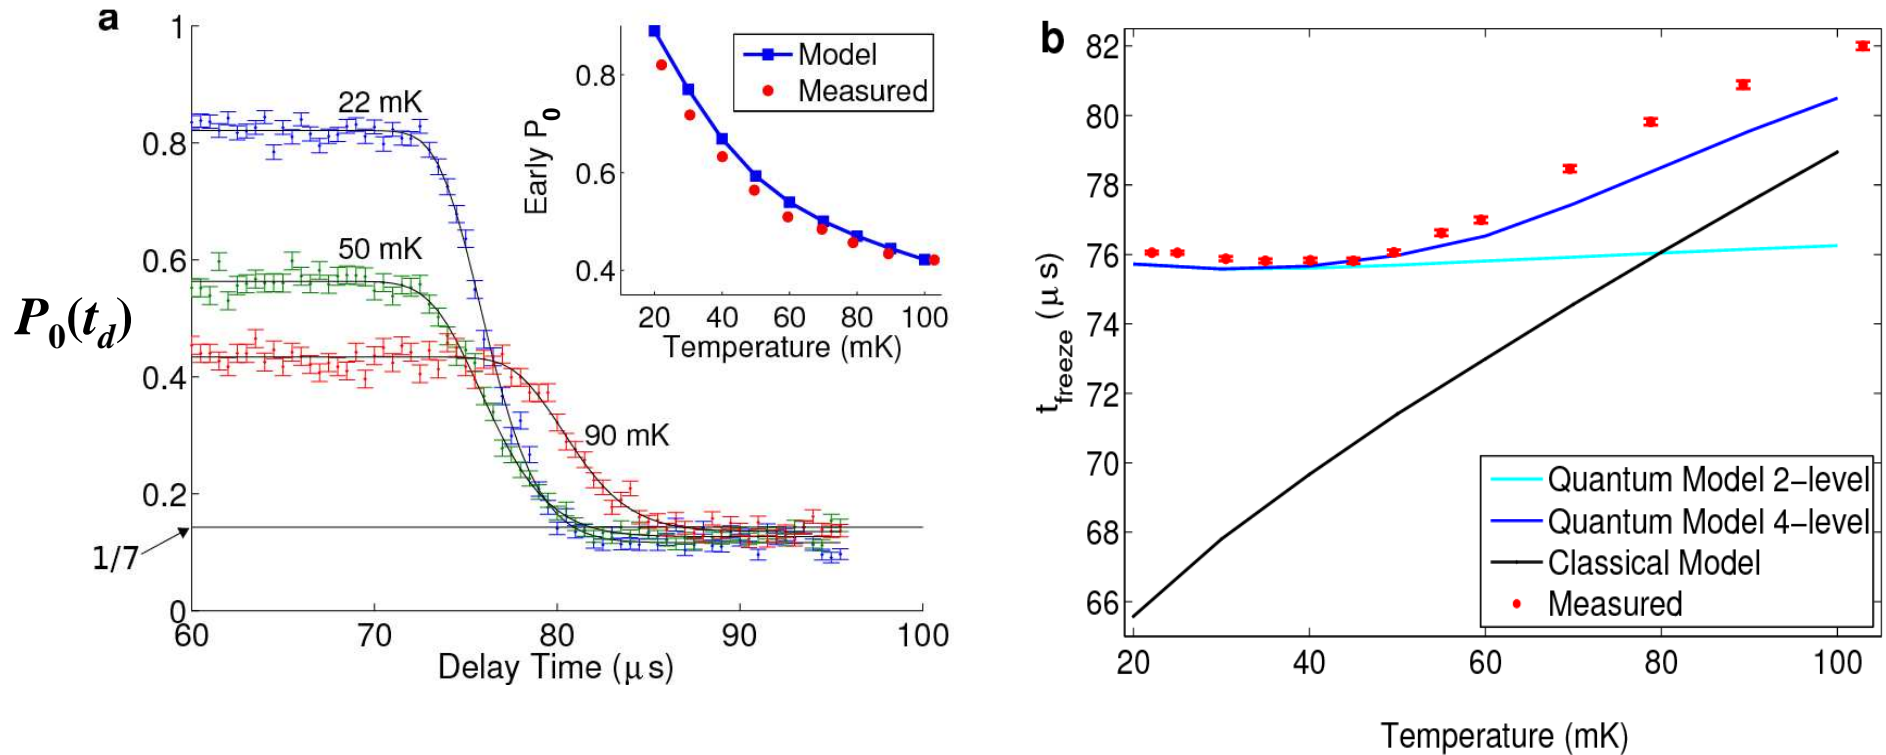 a
1
0.8
0.6
0.4
0.2
0
1/7
P0(td)
22 mK
50 mK
90 mK
60 70 80 90 100
Delay Time (μ s)
0.8
0.6
0.4
Early P0
Model
Measured
20 40 60 80 100
Temperature (mK)
b
82
80
78
76
74
72
70
68
66
tfreeze (μ s)
Quantum Model 2−level
Quantum Model 4−level
Classical Model
Measured
20 40 60 80 100
Temperature (mK)